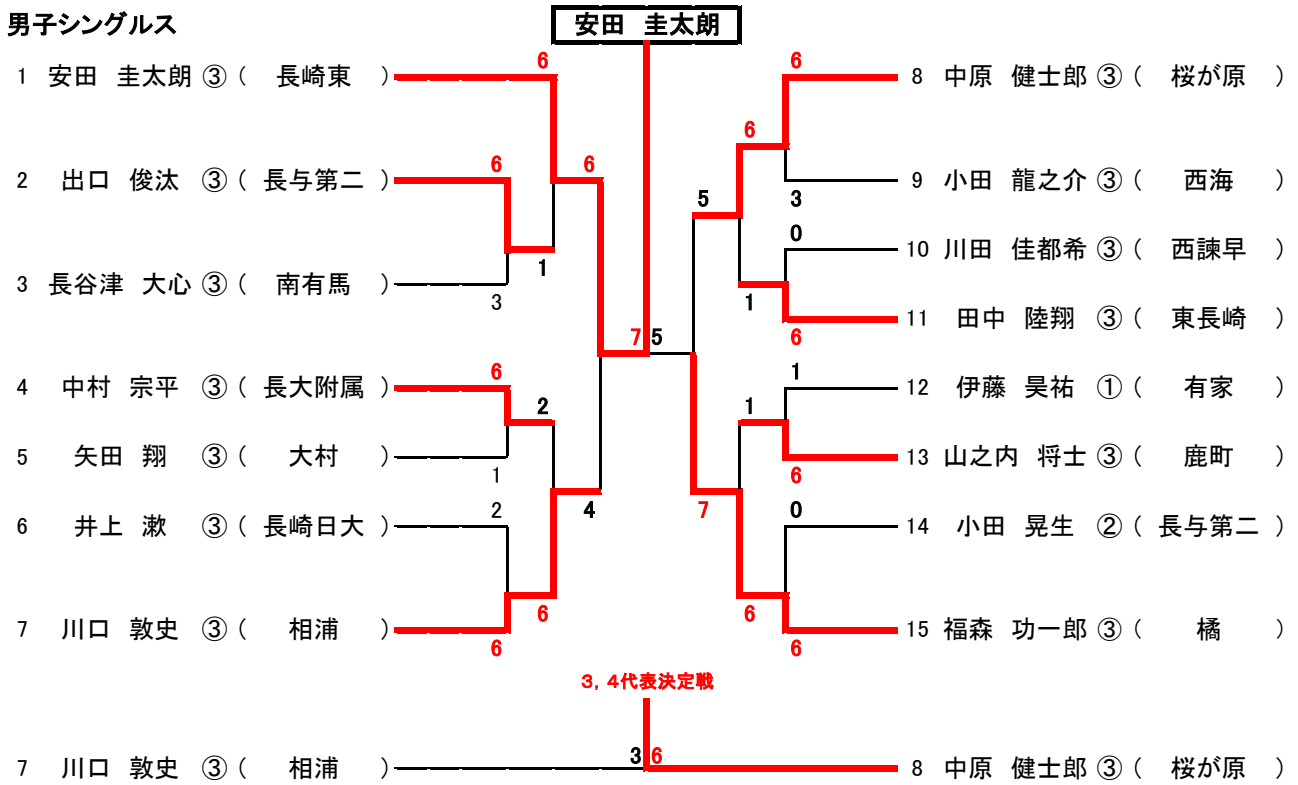 男子シングルス
安田 圭太朗
6 6
1 安田 圭太朗 ③ ( 長崎東 ) 8 中原 健士郎 ③ ( 桜が原 )
6
6 6
2 出口 俊汰 ③ ( 長与第二 ) 9 小田 龍之介 ③ ( 西海 )
5 3
0
10 川田 佳都希 ③ ( 西諫早 )
1
3 長谷津 大心 ③ ( 南有馬 )
3 1
11 田中 陸翔 ③ ( 東長崎 )
7 5 6
6 1
4 中村 宗平 ③ ( 長大附属 ) 12 伊藤 昊祐 ① ( 有家 )
2 1
5 矢田 翔 ③ ( 大村 ) 13 山之内 将士 ③ ( 鹿町 )
1 6
2 4 7 0
6 井上 漱 ③ ( 長崎日大 ) 14 小田 晃生 ② ( 長与第二 )
6 6
7 川口 敦史 ③ ( 相浦 ) 15 福森 功一郎 ③ ( 橘 )
6 6
3,4代表決定戦
3 6
7 川口 敦史 ③ ( 相浦 ) 8 中原 健士郎 ③ ( 桜が原 )